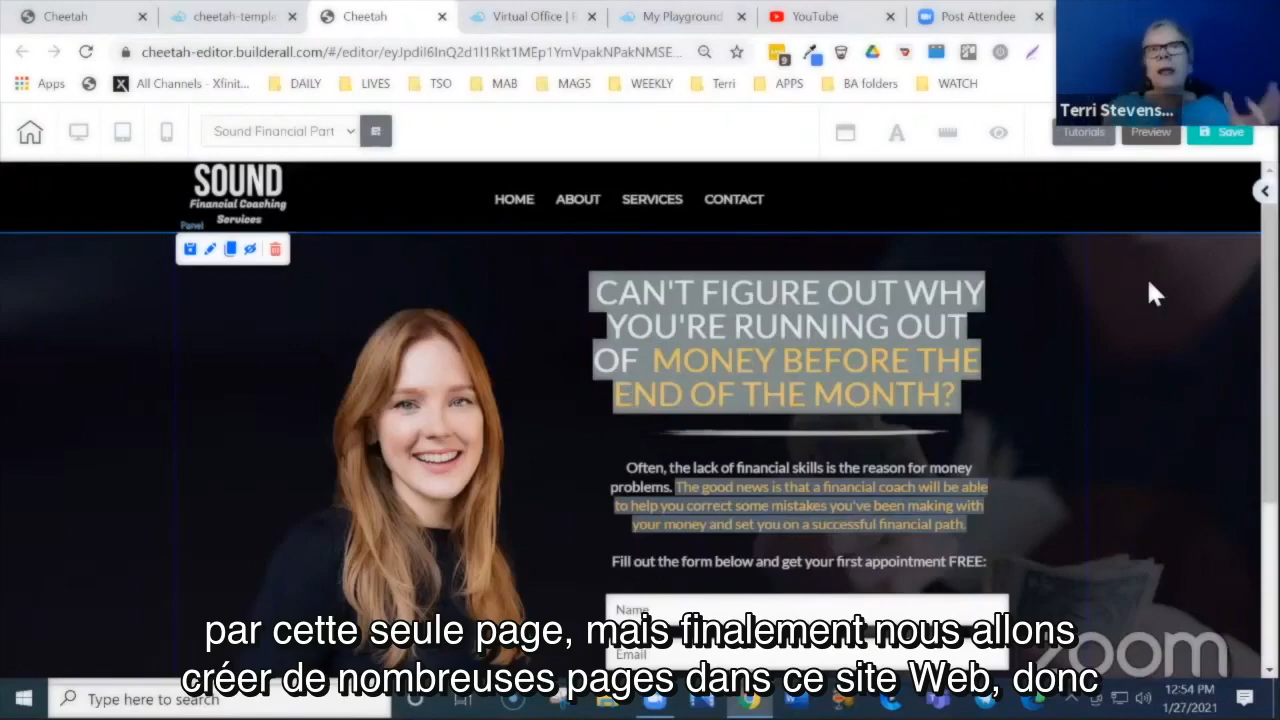 Cheetah
cheetah-templa
Cheetah
Virtual Office |
My Playground
YouTube
Post Attendee
cheetah-editor.builderall.com/#/editor/
Apps
All Channels - Xfinit...
DAILY
LIVES
TSO
MAB
MAG5
WEEKLY
Terri
APPS
BA folders
WATCH
Terri Stevens...
Sound Financial Part
Tutorials
Preview
Save
SOUND
Financial Coaching
Services
HOME
ABOUT
SERVICES
CONTACT
Panel
CAN'T FIGURE OUT WHY
YOU'RE RUNNING OUT
OF MONEY BEFORE THE
END OF THE MONTH?
Often, the lack of financial skills is the reason for money
problems. The good news is that a financial coach will be able
to help you correct some mistakes you've been making with
your money and set you on a successful financial path.
Fill out the form below and get your first appointment FREE:
Name
Email
par cette seule page, mais finalement nous allons
créer de nombreuses pages dans ce site Web, donc
zoom
Type here to search
12:54 PM
1/27/2021